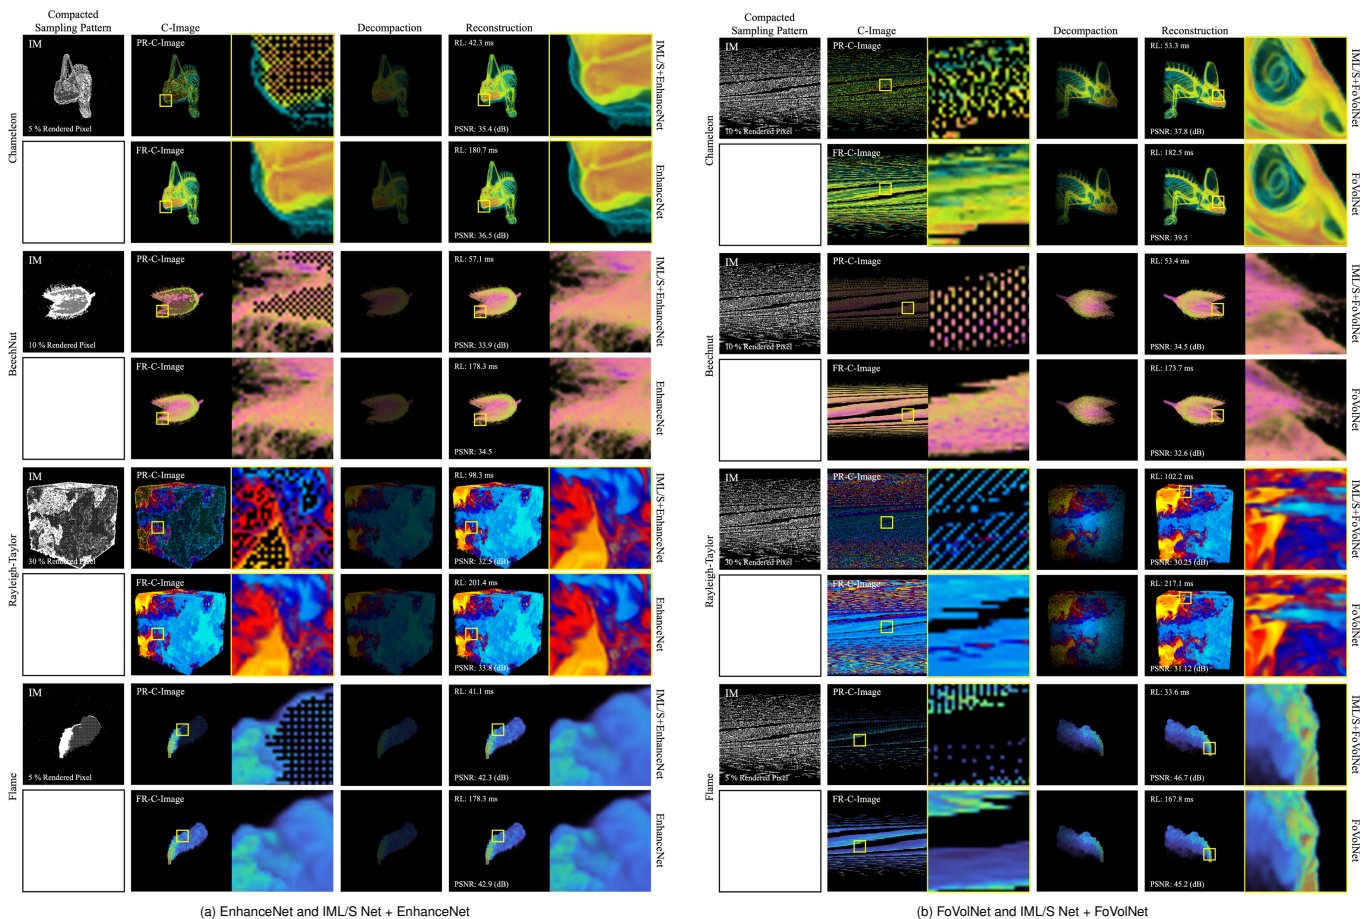 Compacted
Sampling Pattern
C-Image
Decompaction
Reconstruction
Chameleon
IM
5 % Rendered Pixel
PR-C-Image
RL: 42.3 ms
PSNR: 35.4 (dB)
IML/S+EnhanceNet
FR-C-Image
RL: 180.7 ms
PSNR: 36.5 (dB)
EnhanceNet
BeechNut
IM
10 % Rendered Pixel
PR-C-Image
RL: 57.1 ms
PSNR: 33.9 (dB)
IML/S+EnhanceNet
FR-C-Image
RL: 178.3 ms
PSNR: 34.5
EnhanceNet
Rayleigh-Taylor
IM
30 % Rendered Pixel
PR-C-Image
RL: 98.3 ms
PSNR: 32.5 (dB)
IML/S+EnhanceNet
FR-C-Image
RL: 201.4 ms
PSNR: 33.8 (dB)
EnhanceNet
Flame
IM
5 % Rendered Pixel
PR-C-Image
RL: 41.1 ms
PSNR: 42.3 (dB)
IML/S+EnhanceNet
FR-C-Image
RL: 178.3 ms
PSNR: 42.9 (dB)
EnhanceNet
(a) EnhanceNet and IML/S Net + EnhanceNet
Compacted
Sampling Pattern
C-Image
Decompaction
Reconstruction
Chameleon
IM
10 % Rendered Pixel
PR-C-Image
RL: 53.3 ms
PSNR: 37.8 (dB)
IML/S+FoVolNet
FR-C-Image
RL: 182.5 ms
PSNR: 39.5
FoVolNet
Beechnut
IM
10 % Rendered Pixel
PR-C-Image
RL: 53.4 ms
PSNR: 34.5 (dB)
IML/S+FoVolNet
FR-C-Image
RL: 173.7 ms
PSNR: 32.6 (dB)
FoVolNet
Rayleigh-Taylor
IM
30 % Rendered Pixel
PR-C-Image
RL: 102.2 ms
PSNR: 30.25 (dB)
IML/S+FoVolNet
FR-C-Image
RL: 217.1 ms
PSNR: 31.12 (dB)
FoVolNet
Flame
IM
5 % Rendered Pixel
PR-C-Image
RL: 33.6 ms
PSNR: 46.7 (dB)
IML/S+FoVolNet
FR-C-Image
RL: 167.8 ms
PSNR: 45.2 (dB)
FoVolNet
(b) FoVolNet and IML/S Net + FoVolNet